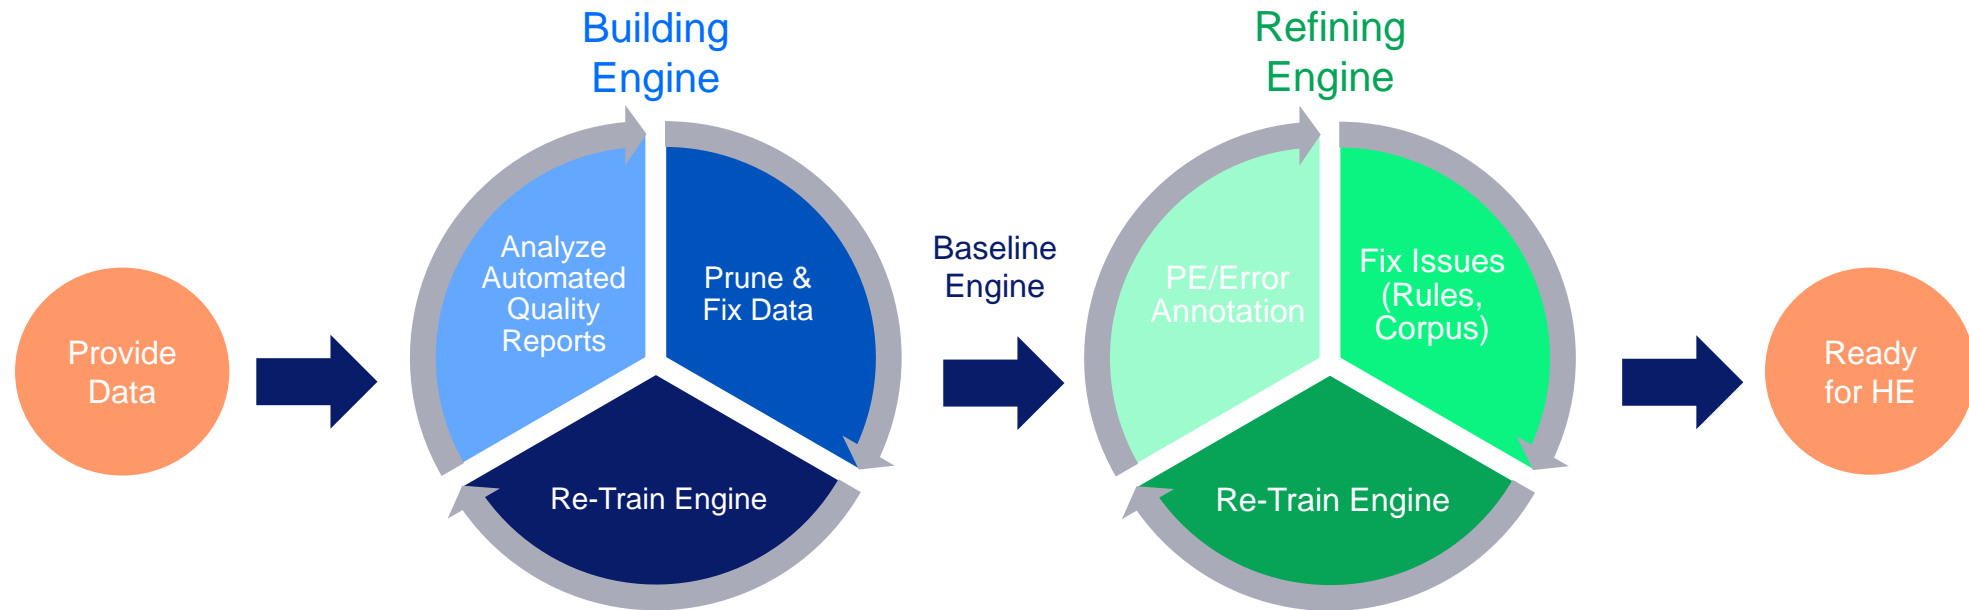 Building
Engine
Refining
Engine
Provide
Data
Analyze
Automated
Quality
Reports
Prune &
Fix Data
Re-Train Engine
Baseline
Engine
PE/Error
Annotation
Fix Issues
(Rules,
Corpus)
Re-Train Engine
Ready
for HE